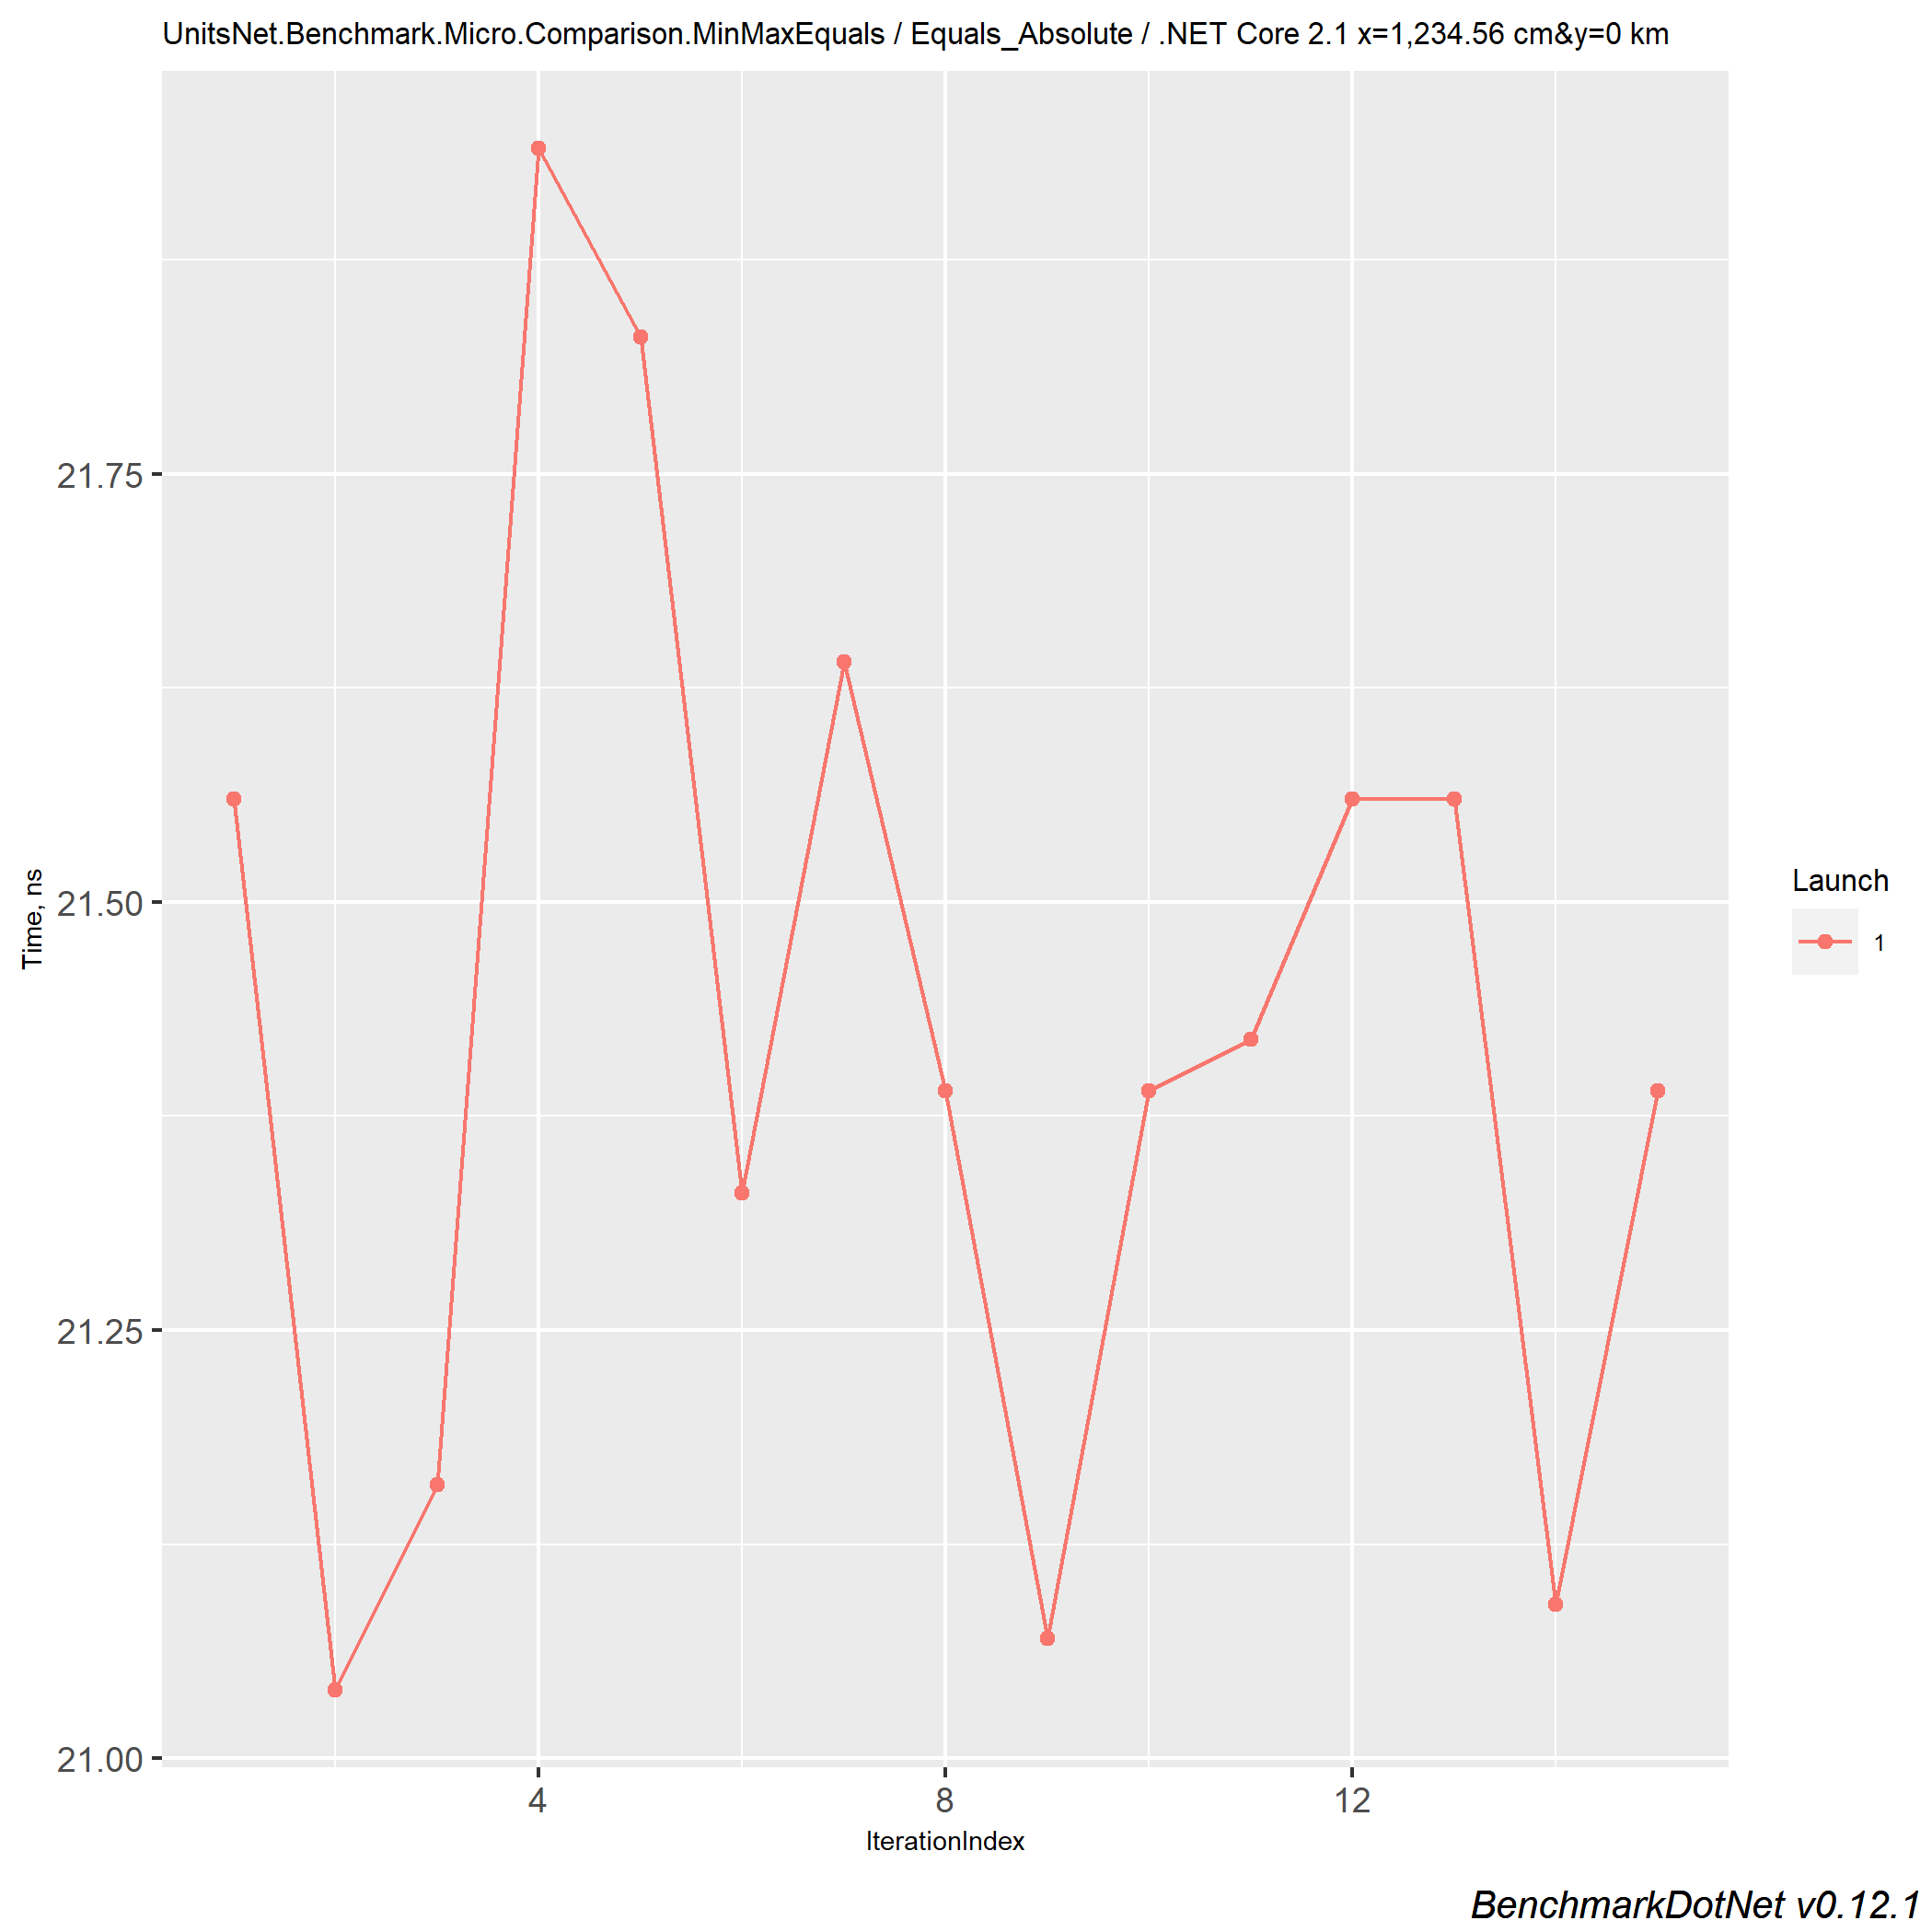 UnitsNet.Benchmark.Micro.Comparison.MinMaxEquals / Equals_Absolute / .NET Core 2.1 x=1,234.56 cm&y=0 km
Time, ns
21.75
21.50
21.25
21.00
4
8
12
IterationIndex
Launch
1
BenchmarkDotNet v0.12.1